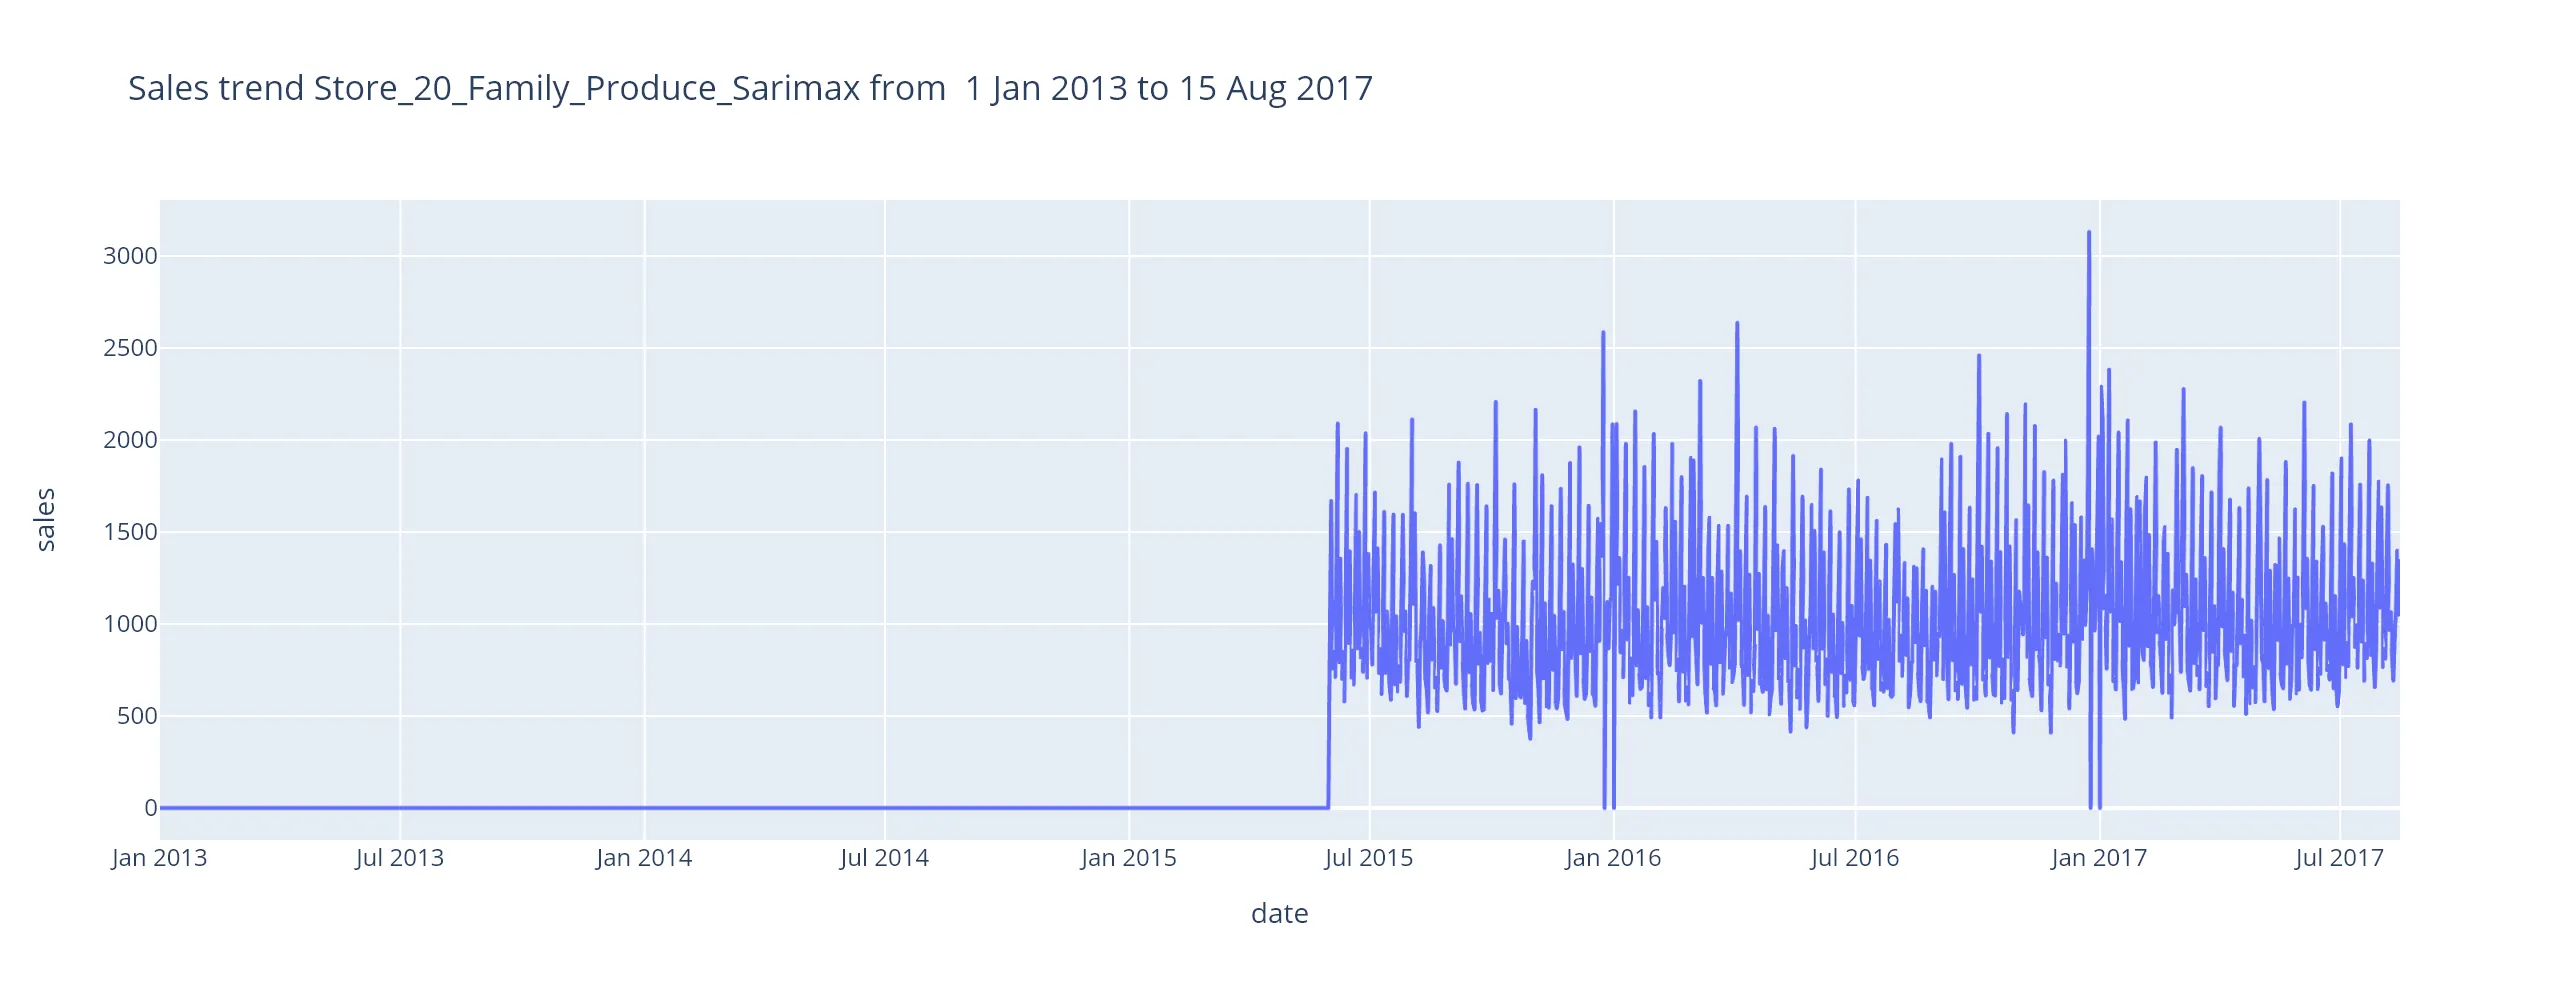 Sales trend Store_20_Family_Produce_Sarimax from  1 Jan 2013 to 15 Aug 2017
3000
2500
2000
1500
1000
500
0
sales
Jan 2013 Jul 2013 Jan 2014 Jul 2014 Jan 2015 Jul 2015 Jan 2016 Jul 2016 Jan 2017 Jul 2017
date